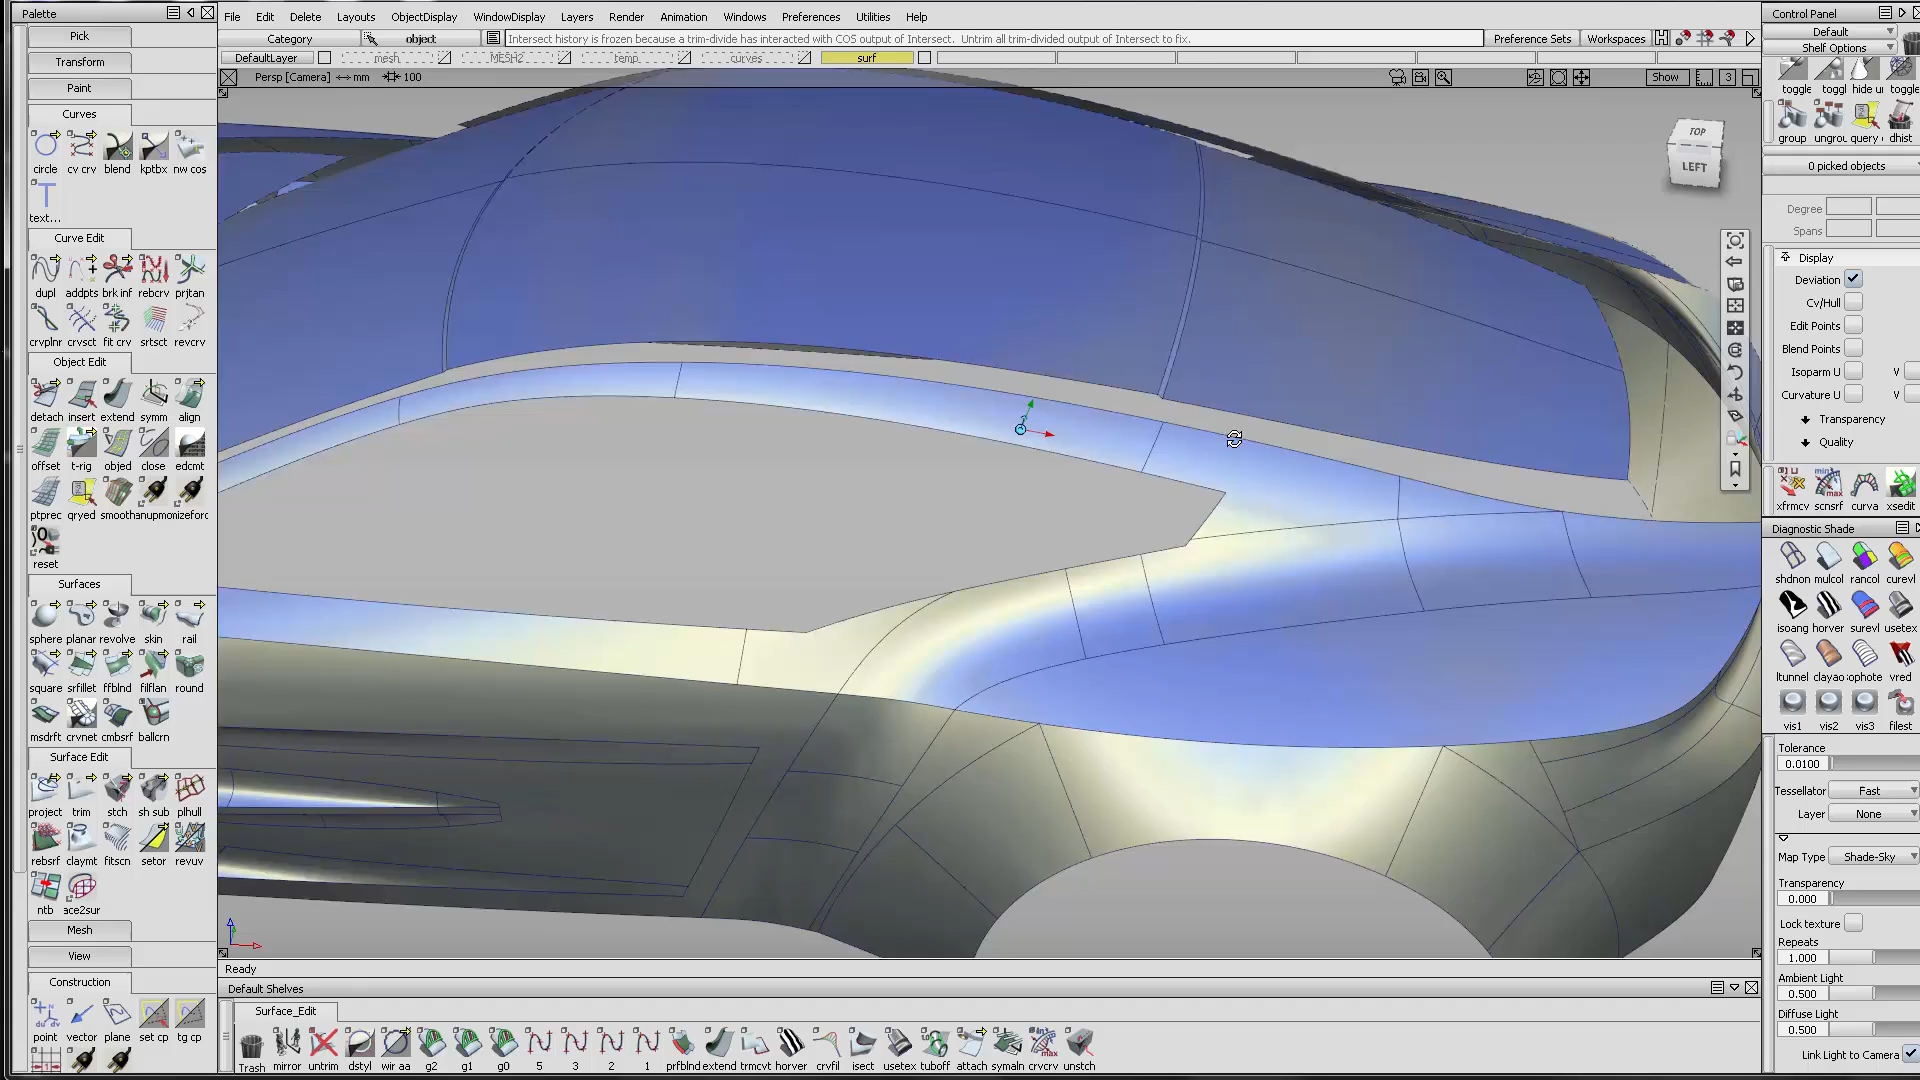 Palette
Pick
Transform
Paint
Curves
circle cv crv blend kptbx nw cos
text...
Curve Edit
dupl addpts brk inf rebcrv prjtan
crvplnr crvsct fit crv srtsct revcrv
Object Edit
detach insert extend symm align
offset t-rig objed close edcmt
ptprec qryed smooth
reset
Surfaces
sphere planar revolve skin rail
square srfillet ffblnd filflan round
msdrft crvnet cmbsrf ballcrn
Surface Edit
project trim stch sh sub plhull
rebsrf claymt fitscn setor revuv
ntb ace2sur
Mesh
View
Construction
point vector plane set cp tg cp
File Edit Delete Layouts ObjectDisplay WindowDisplay Layers Render Animation Windows Preferences Utilities Help
Category object Intersect history is frozen because a trim-divide has interacted with COS output of Intersect. Untrim all trim-divided output of Intersect to fix. Preference Sets Workspaces
DefaultLayer mesh MESH2 temp curves surf
Persp [Camera] mm 100 Show 3
TOP
LEFT
Ready
Default Shelves
Surface_Edit
Trash mirror untrim dstyl wir aa g2 g1 g0 5 3 2 1 prfblnd extend trmcvt horver crvfil isect usetex tuboff attach symaln crvcrv unstch
Control Panel
Default
Shelf Options
toggle toggl hide u toggle
group ungrou query dhist
0 picked objects
Degree
Spans
Display
Deviation
Cv/Hull
Edit Points
Blend Points
Isoparm U V
Curvature U V
Transparency
Quality
xfrmcv scnsrf curva xsedit
Diagnostic Shade
shdnon mulcol rancol curevl
isoang horver surevl usetex
ltunnel clayao ophote vred
vis1 vis2 vis3 filest
Tolerance
0.0100
Tessellator Fast
Layer None
Map Type Shade-Sky
Transparency
0.000
Lock texture
Repeats
1.000
Ambient Light
0.500
Diffuse Light
0.500
Link Light to Camera